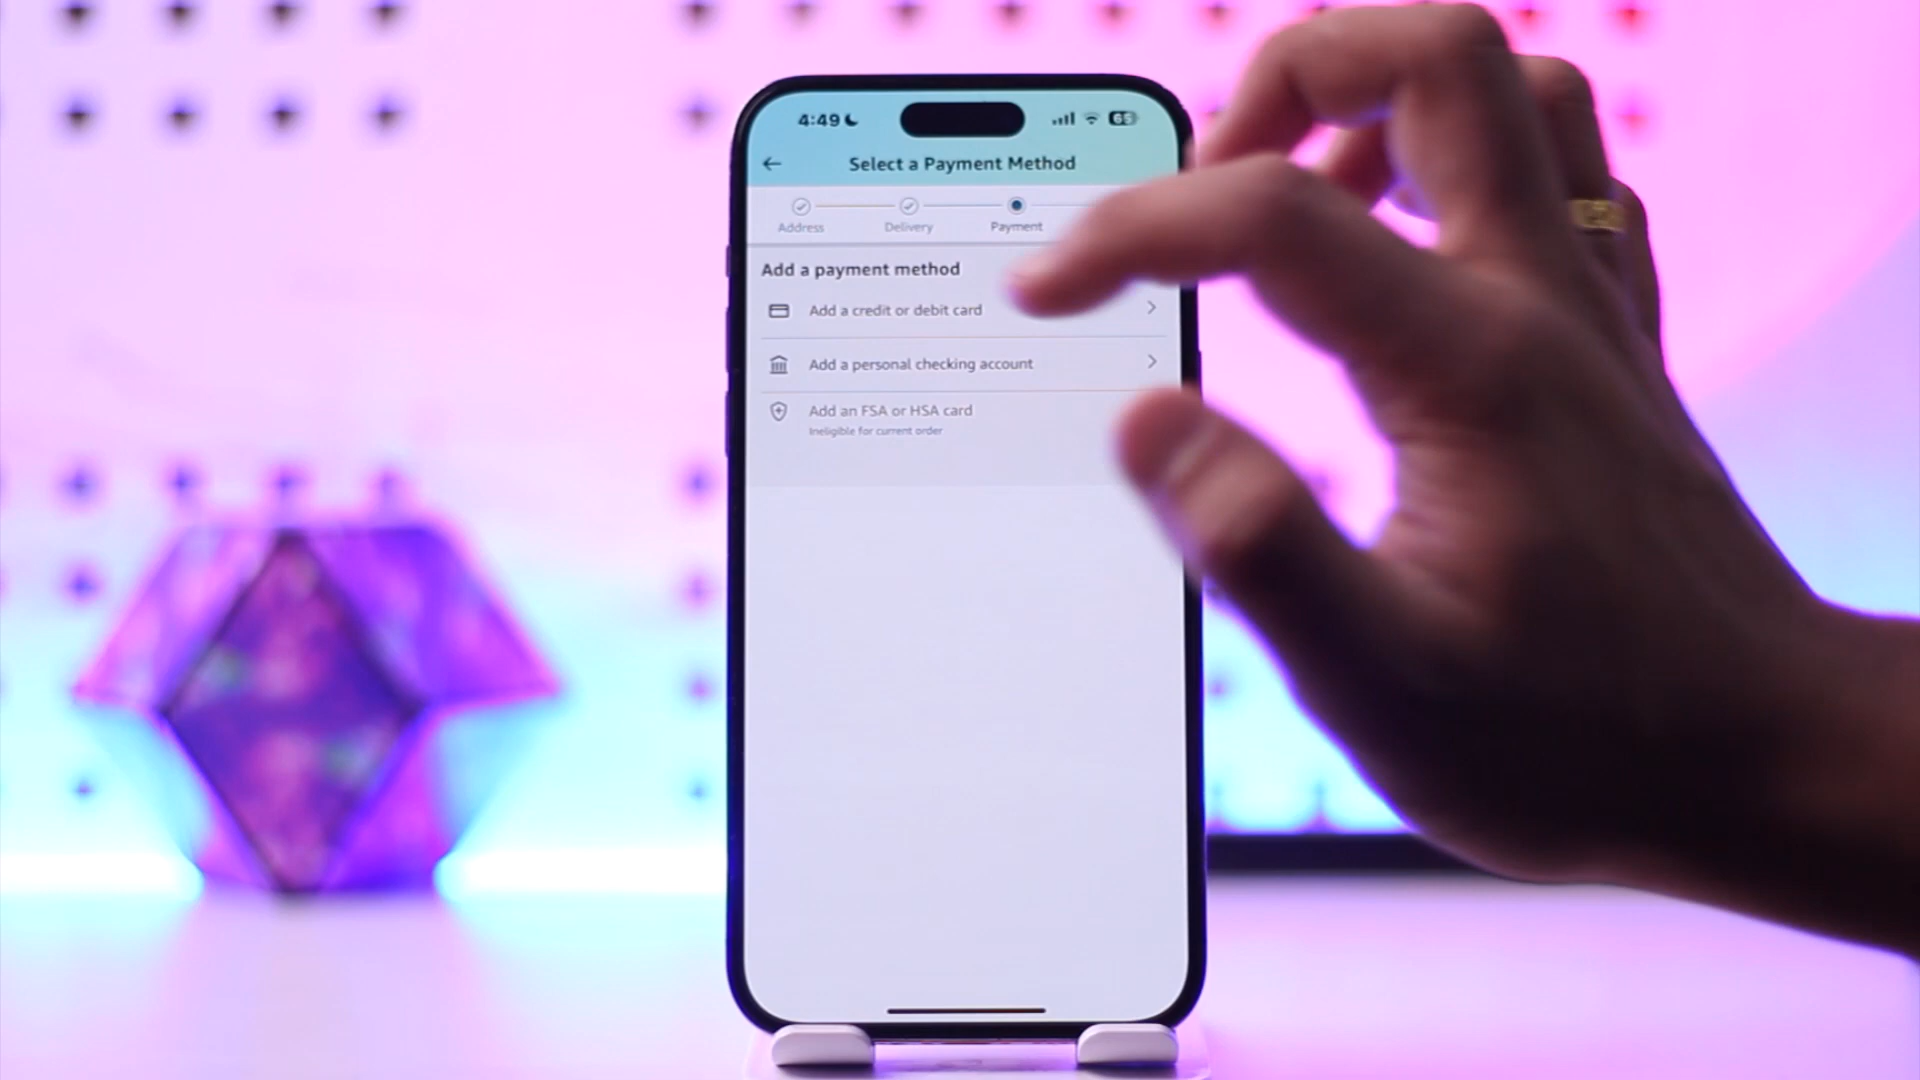 4:49
65
Select a Payment Method
Address
Delivery
Payment
Add a payment method
Add a credit or debit card
Add a personal checking account
Add an FSA or HSA card
Ineligible for current order